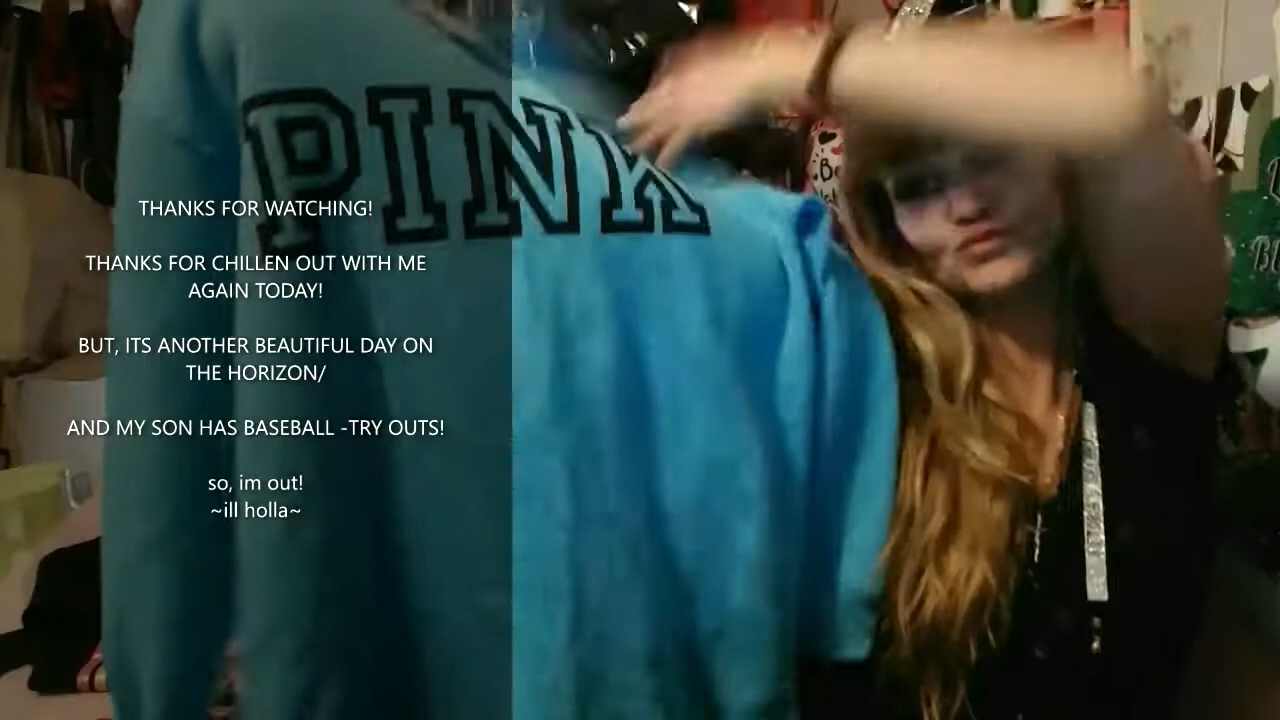 PINK
THANKS FOR WATCHING!
THANKS FOR CHILLEN OUT WITH ME
AGAIN TODAY!
BUT, ITS ANOTHER BEAUTIFUL DAY ON
THE HORIZON/
AND MY SON HAS BASEBALL -TRY OUTS!
so, im out!
~ill holla~
Be